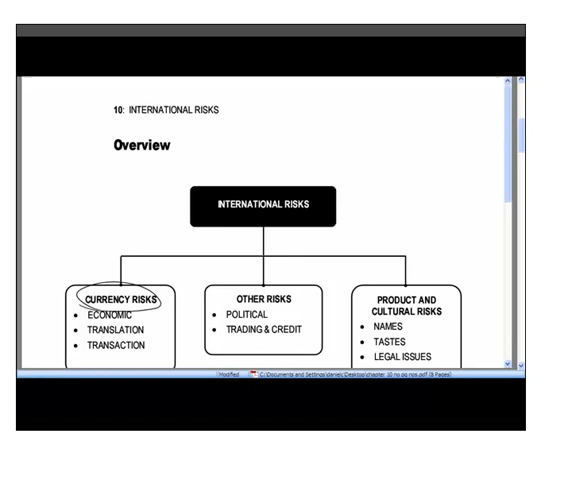 10: INTERNATIONAL RISKS
Overview
INTERNATIONAL RISKS
CURRENCY RISKS
• ECONOMIC
• TRANSLATION
• TRANSACTION
OTHER RISKS
• POLITICAL
• TRADING & CREDIT
PRODUCT AND
CULTURAL RISKS
• NAMES
• TASTES
• LEGAL ISSUES
Modified C:\Documents and Settings\daniel\Desktop\chapter 10 no pg nos.pdf (8 Pages)